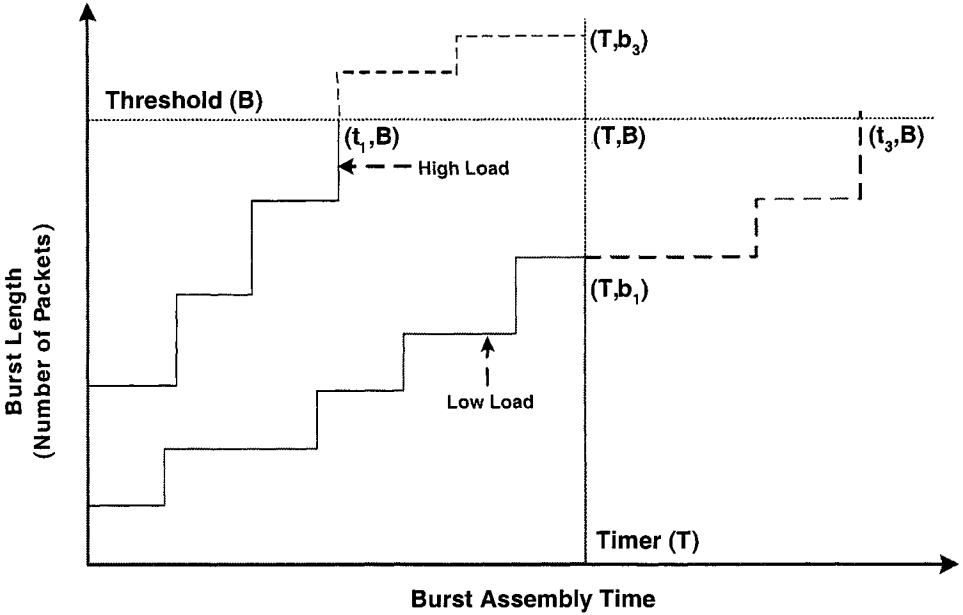 (T,b3)
Threshold (B)
(t1,B)
(T,B)
(t3,B)
High Load
(T,b1)
Low Load
Burst Length
(Number of Packets)
Timer (T)
Burst Assembly Time